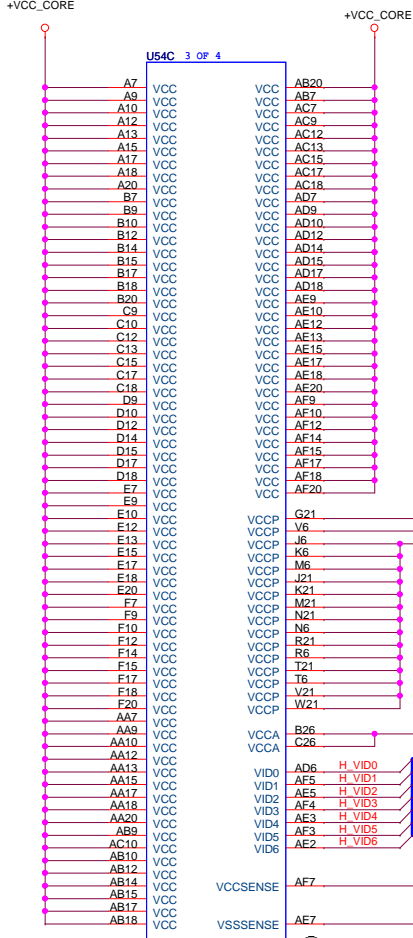 +VCC_CORE +VCC_CORE
U54C 3 OF 4
A7 VCC VCC AB20
A9 VCC VCC AB7
A10 VCC VCC AC7
A12 VCC VCC AC9
A13 VCC VCC AC12
A15 VCC VCC AC13
A17 VCC VCC AC15
A18 VCC VCC AC17
A20 VCC VCC AC18
B7 VCC VCC AD7
B9 VCC VCC AD9
B10 VCC VCC AD10
B12 VCC VCC AD12
B14 VCC VCC AD14
B15 VCC VCC AD15
B17 VCC VCC AD17
B18 VCC VCC AD18
B20 VCC VCC AE9
C9 VCC VCC AE10
C10 VCC VCC AE12
C12 VCC VCC AE13
C13 VCC VCC AE15
C15 VCC VCC AE17
C17 VCC VCC AE18
C18 VCC VCC AE20
D9 VCC VCC AF9
D10 VCC VCC AF10
D12 VCC VCC AF12
D14 VCC VCC AF14
D15 VCC VCC AF15
D17 VCC VCC AF17
D18 VCC VCC AF18
E7 VCC VCC AF20
E9 VCC
E10 VCC VCCP G21
E12 VCC VCCP V6
E13 VCC VCCP J6
E15 VCC VCCP K6
E17 VCC VCCP M6
E18 VCC VCCP J21
E20 VCC VCCP K21
F7 VCC VCCP M21
F9 VCC VCCP N21
F10 VCC VCCP N6
F12 VCC VCCP R21
F14 VCC VCCP R6
F15 VCC VCCP T21
F17 VCC VCCP T6
F18 VCC VCCP V21
F20 VCC VCCP W21
AA7 VCC
AA9 VCC VCCA B26
AA10 VCC VCCA C26
AA12 VCC
AA13 VCC VID0 AD6 H_VID0
AA15 VCC VID1 AF5 H_VID1
AA17 VCC VID2 AE5 H_VID2
AA18 VCC VID3 AF4 H_VID3
AA20 VCC VID4 AE3 H_VID4
AB9 VCC VID5 AF3 H_VID5
AC10 VCC VID6 AE2 H_VID6
AB10 VCC
AB12 VCC
AB14 VCC VCCSENSE AF7
AB15 VCC
AB17 VCC
AB18 VCC VSSSENSE AE7